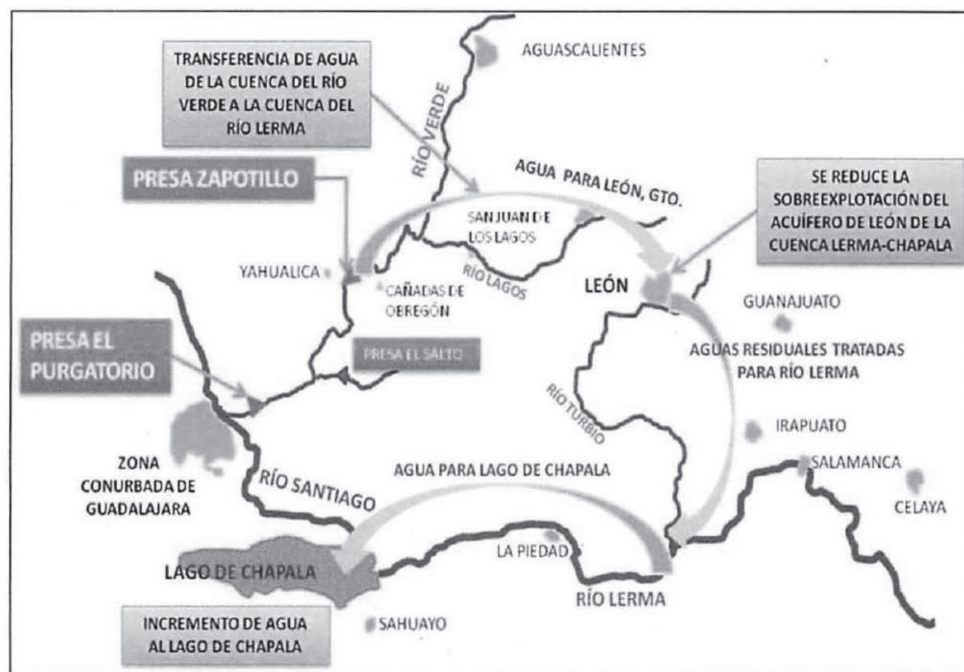 AGUASCALIENTES
TRANSFERENCIA DE AGUA
DE LA CUENCA DEL RÍO
VERDE A LA CUENCA DEL
RÍO LERMA
RÍO VERDE
PRESA ZAPOTILLO
AGUA PARA LEÓN, GTO.
SE REDUCE LA
SOBREEXPLOTACIÓN DEL
ACUÍFERO DE LEÓN DE LA
CUENCA LERMA-CHAPALA
SAN JUAN DE
LOS LAGOS
RÍO LAGOS
YAHUALICA
CAÑADAS DE
OBREGÓN
LEÓN
GUANAJUATO
PRESA EL
PURGATORIO
PRESA EL SALTO
AGUAS RESIDUALES TRATADAS
PARA RÍO LERMA
RÍO TURBIO
IRAPUATO
SALAMANCA
CELAYA
ZONA
CONURBADA DE
GUADALAJARA
RÍO SANTIAGO
AGUA PARA LAGO DE CHAPALA
LA PIEDAD
LAGO DE CHAPALA
RÍO LERMA
SAHUAYO
INCREMENTO DE AGUA
AL LAGO DE CHAPALA